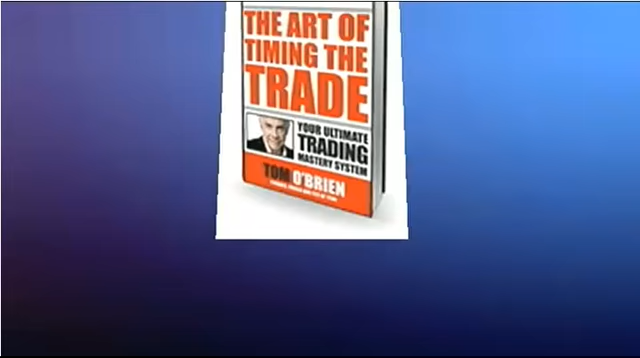 THE ART OF
TIMING THE
TRADE
YOUR ULTIMATE
TRADING
MASTERY SYSTEM
TOM O'BRIEN